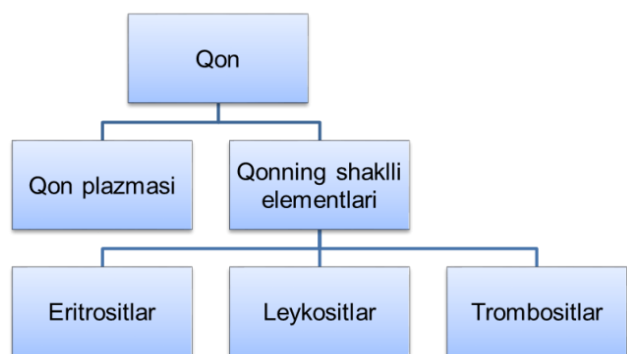 Qon
Qon plazmasi
Qonning shaklli
elementlari
Eritrositlar
Leykositlar
Trombositlar